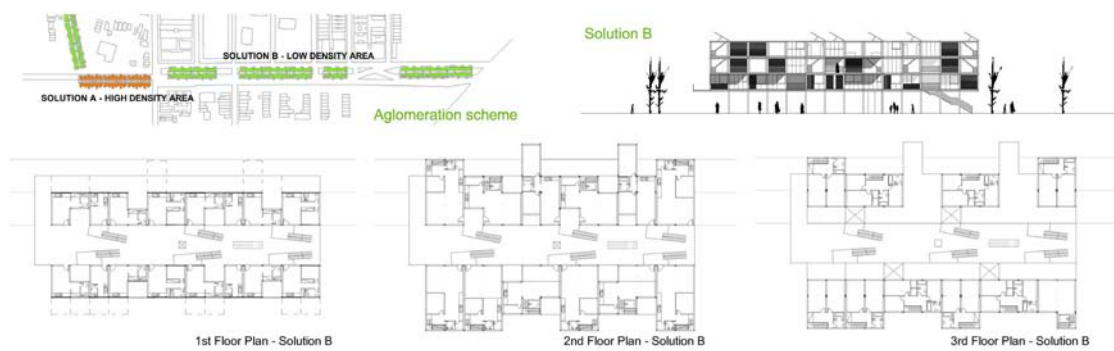 SOLUTION B - LOW DENSITY AREA
SOLUTION A - HIGH DENSITY AREA
Aglomeration scheme
Solution B
1st Floor Plan - Solution B
2nd Floor Plan - Solution B
3rd Floor Plan - Solution B